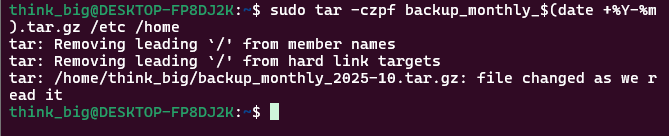 think_big@DESKTOP-FP8DJ2K:~$ sudo tar -czpf backup_monthly_$(date +%Y-%m
).tar.gz /etc /home
tar: Removing leading `/' from member names
tar: Removing leading `/' from hard link targets
tar: /home/think_big/backup_monthly_2025-10.tar.gz: file changed as we r
ead it
think_big@DESKTOP-FP8DJ2K:~$